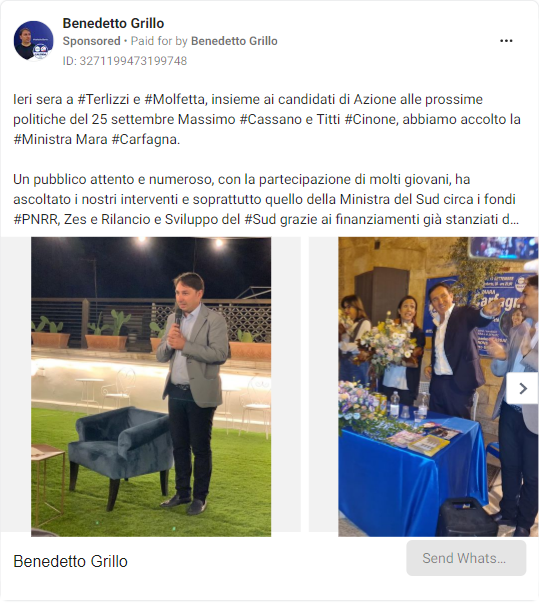 Benedetto Grillo
Sponsored • Paid for by Benedetto Grillo
ID: 3271199473199748
Ieri sera a #Terlizzi e #Molfetta, insieme ai candidati di Azione alle prossime
politiche del 25 settembre Massimo #Cassano e Titti #Cinone, abbiamo accolto la
#Ministra Mara #Carfagna.
Un pubblico attento e numeroso, con la partecipazione di molti giovani, ha
ascoltato i nostri interventi e soprattutto quello della Ministra del Sud circa i fondi
#PNRR, Zes e Rilancio e Sviluppo del #Sud grazie ai finanziamenti già stanziati d...
MARA
Carfagna
Benedetto Grillo
Send Whats...